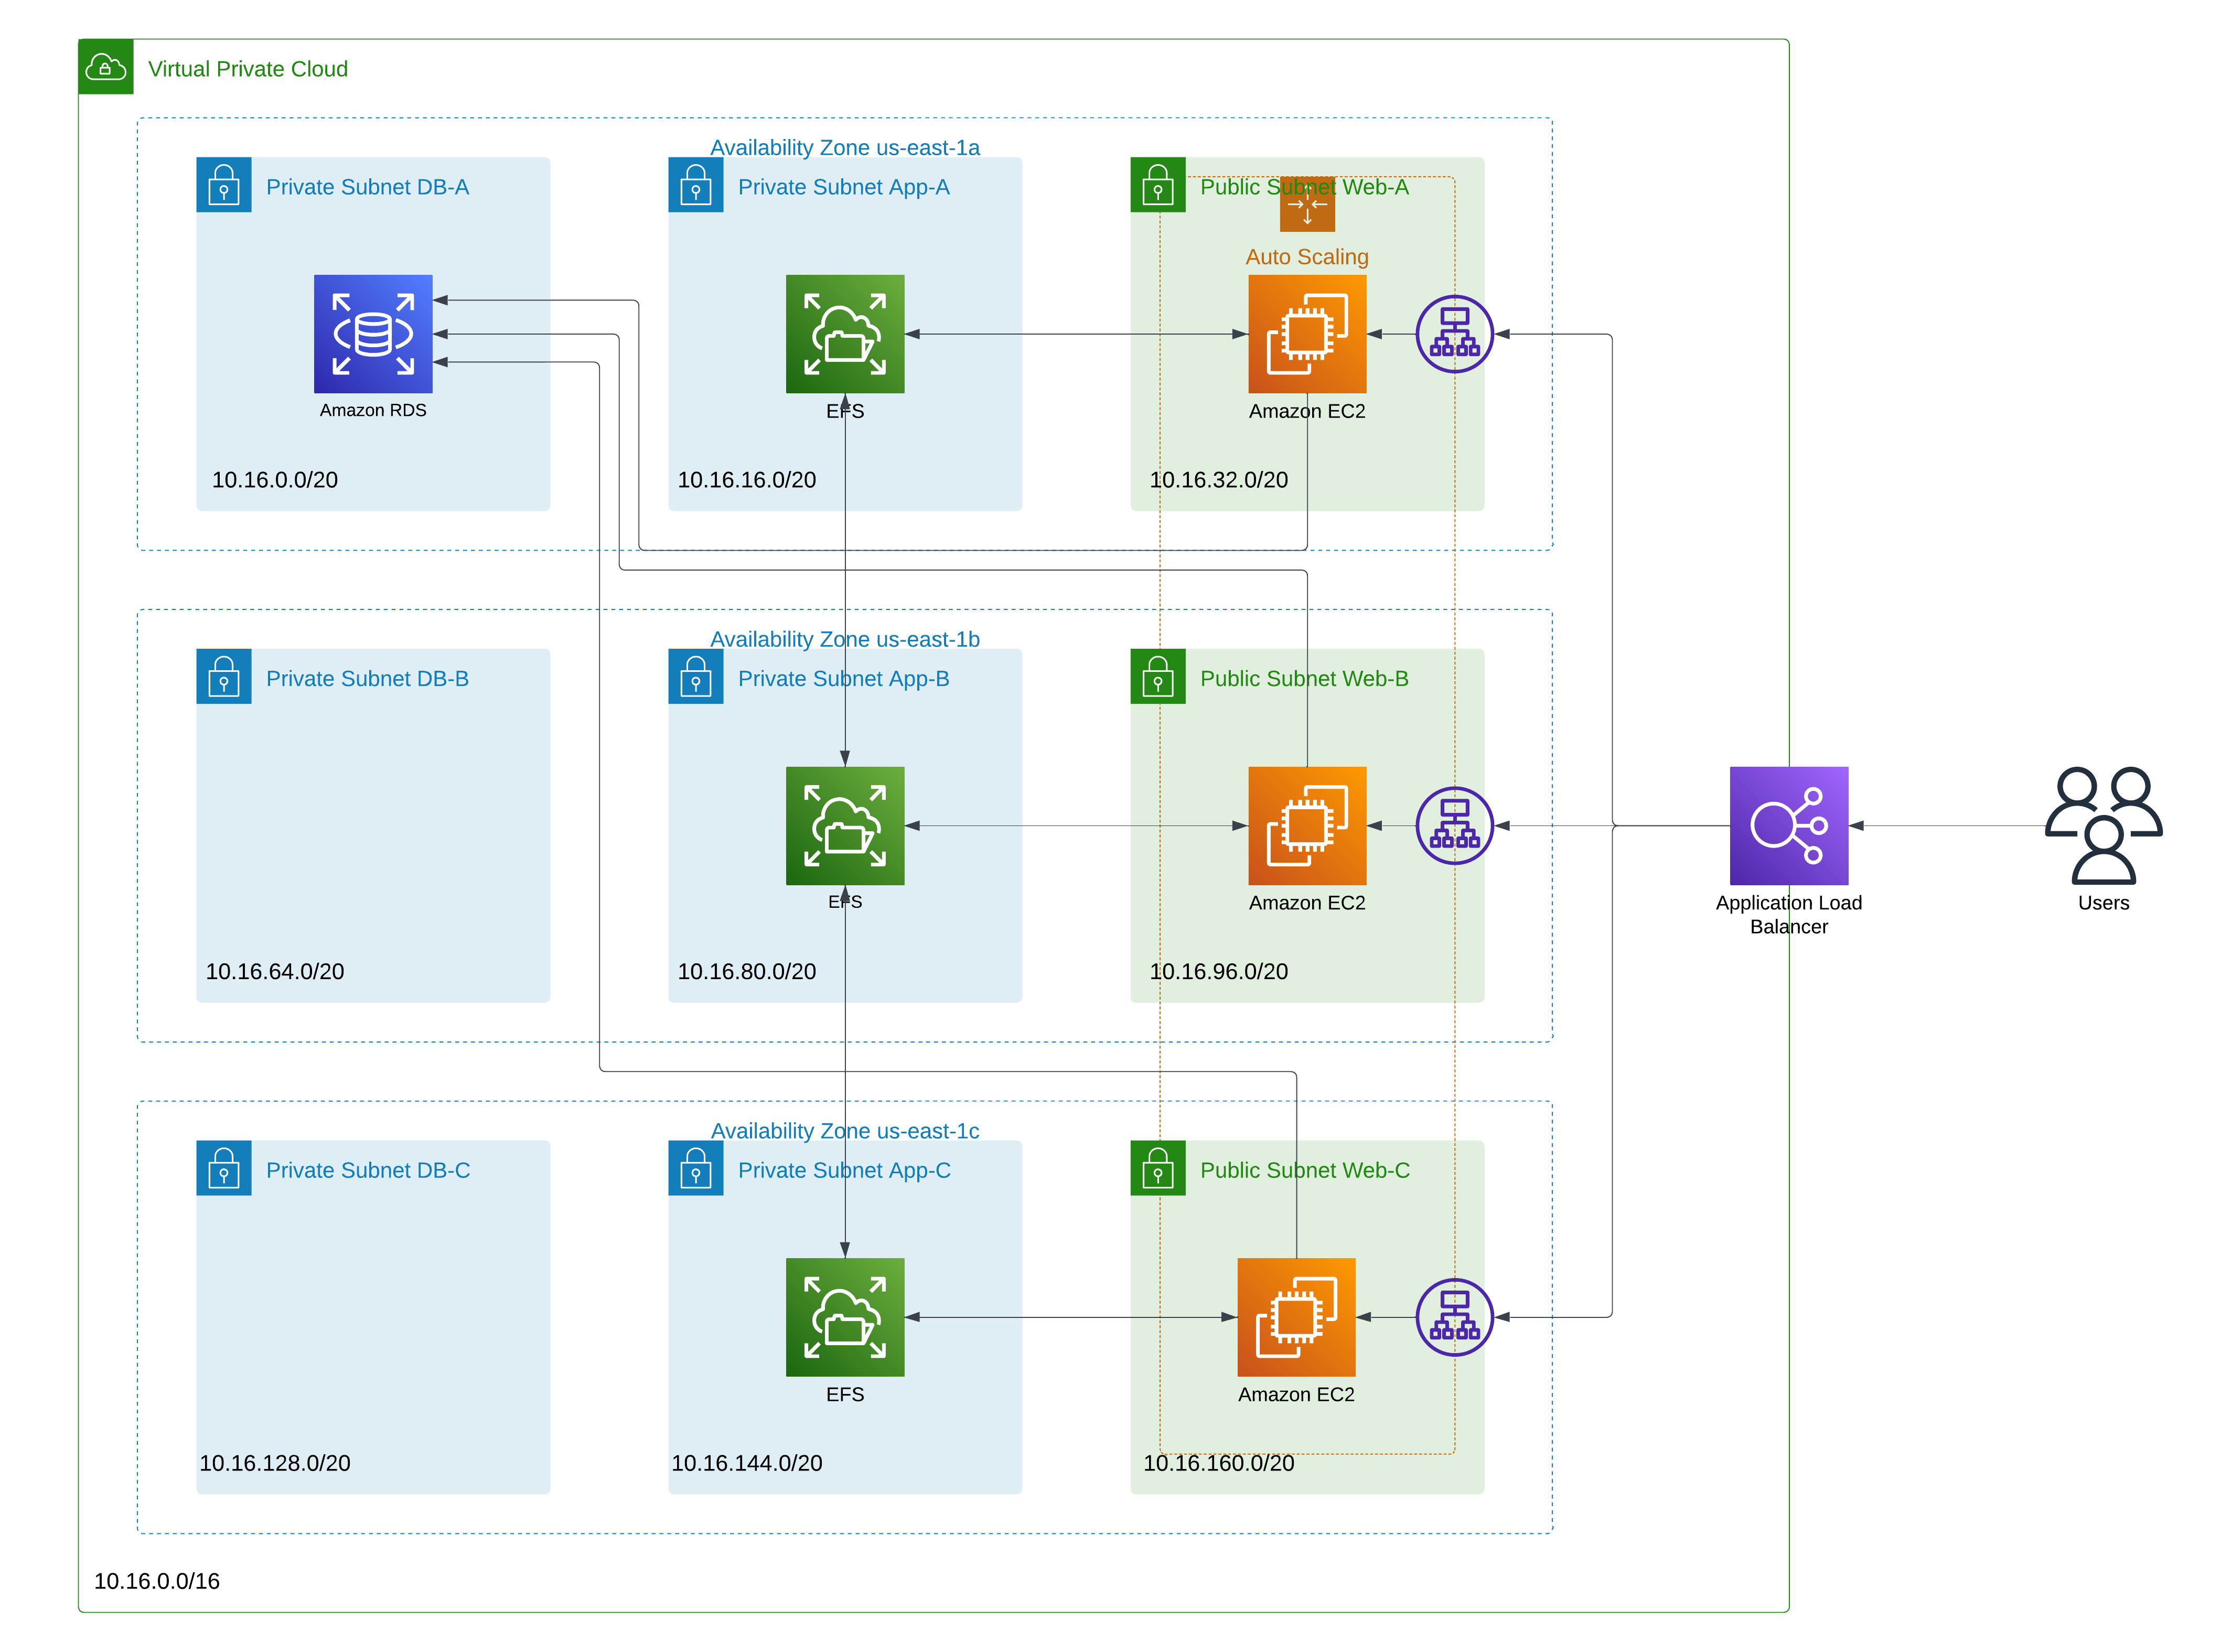 Virtual Private Cloud
Availability Zone us-east-1a
Private Subnet DB-A
Private Subnet App-A
Public Subnet Web-A
Auto Scaling
Amazon RDS
EFS
Amazon EC2
10.16.0.0/20
10.16.16.0/20
10.16.32.0/20
Availability Zone us-east-1b
Private Subnet DB-B
Private Subnet App-B
Public Subnet Web-B
EFS
Amazon EC2
Application Load
Balancer
Users
10.16.64.0/20
10.16.80.0/20
10.16.96.0/20
Availability Zone us-east-1c
Private Subnet DB-C
Private Subnet App-C
Public Subnet Web-C
EFS
Amazon EC2
10.16.128.0/20
10.16.144.0/20
10.16.160.0/20
10.16.0.0/16